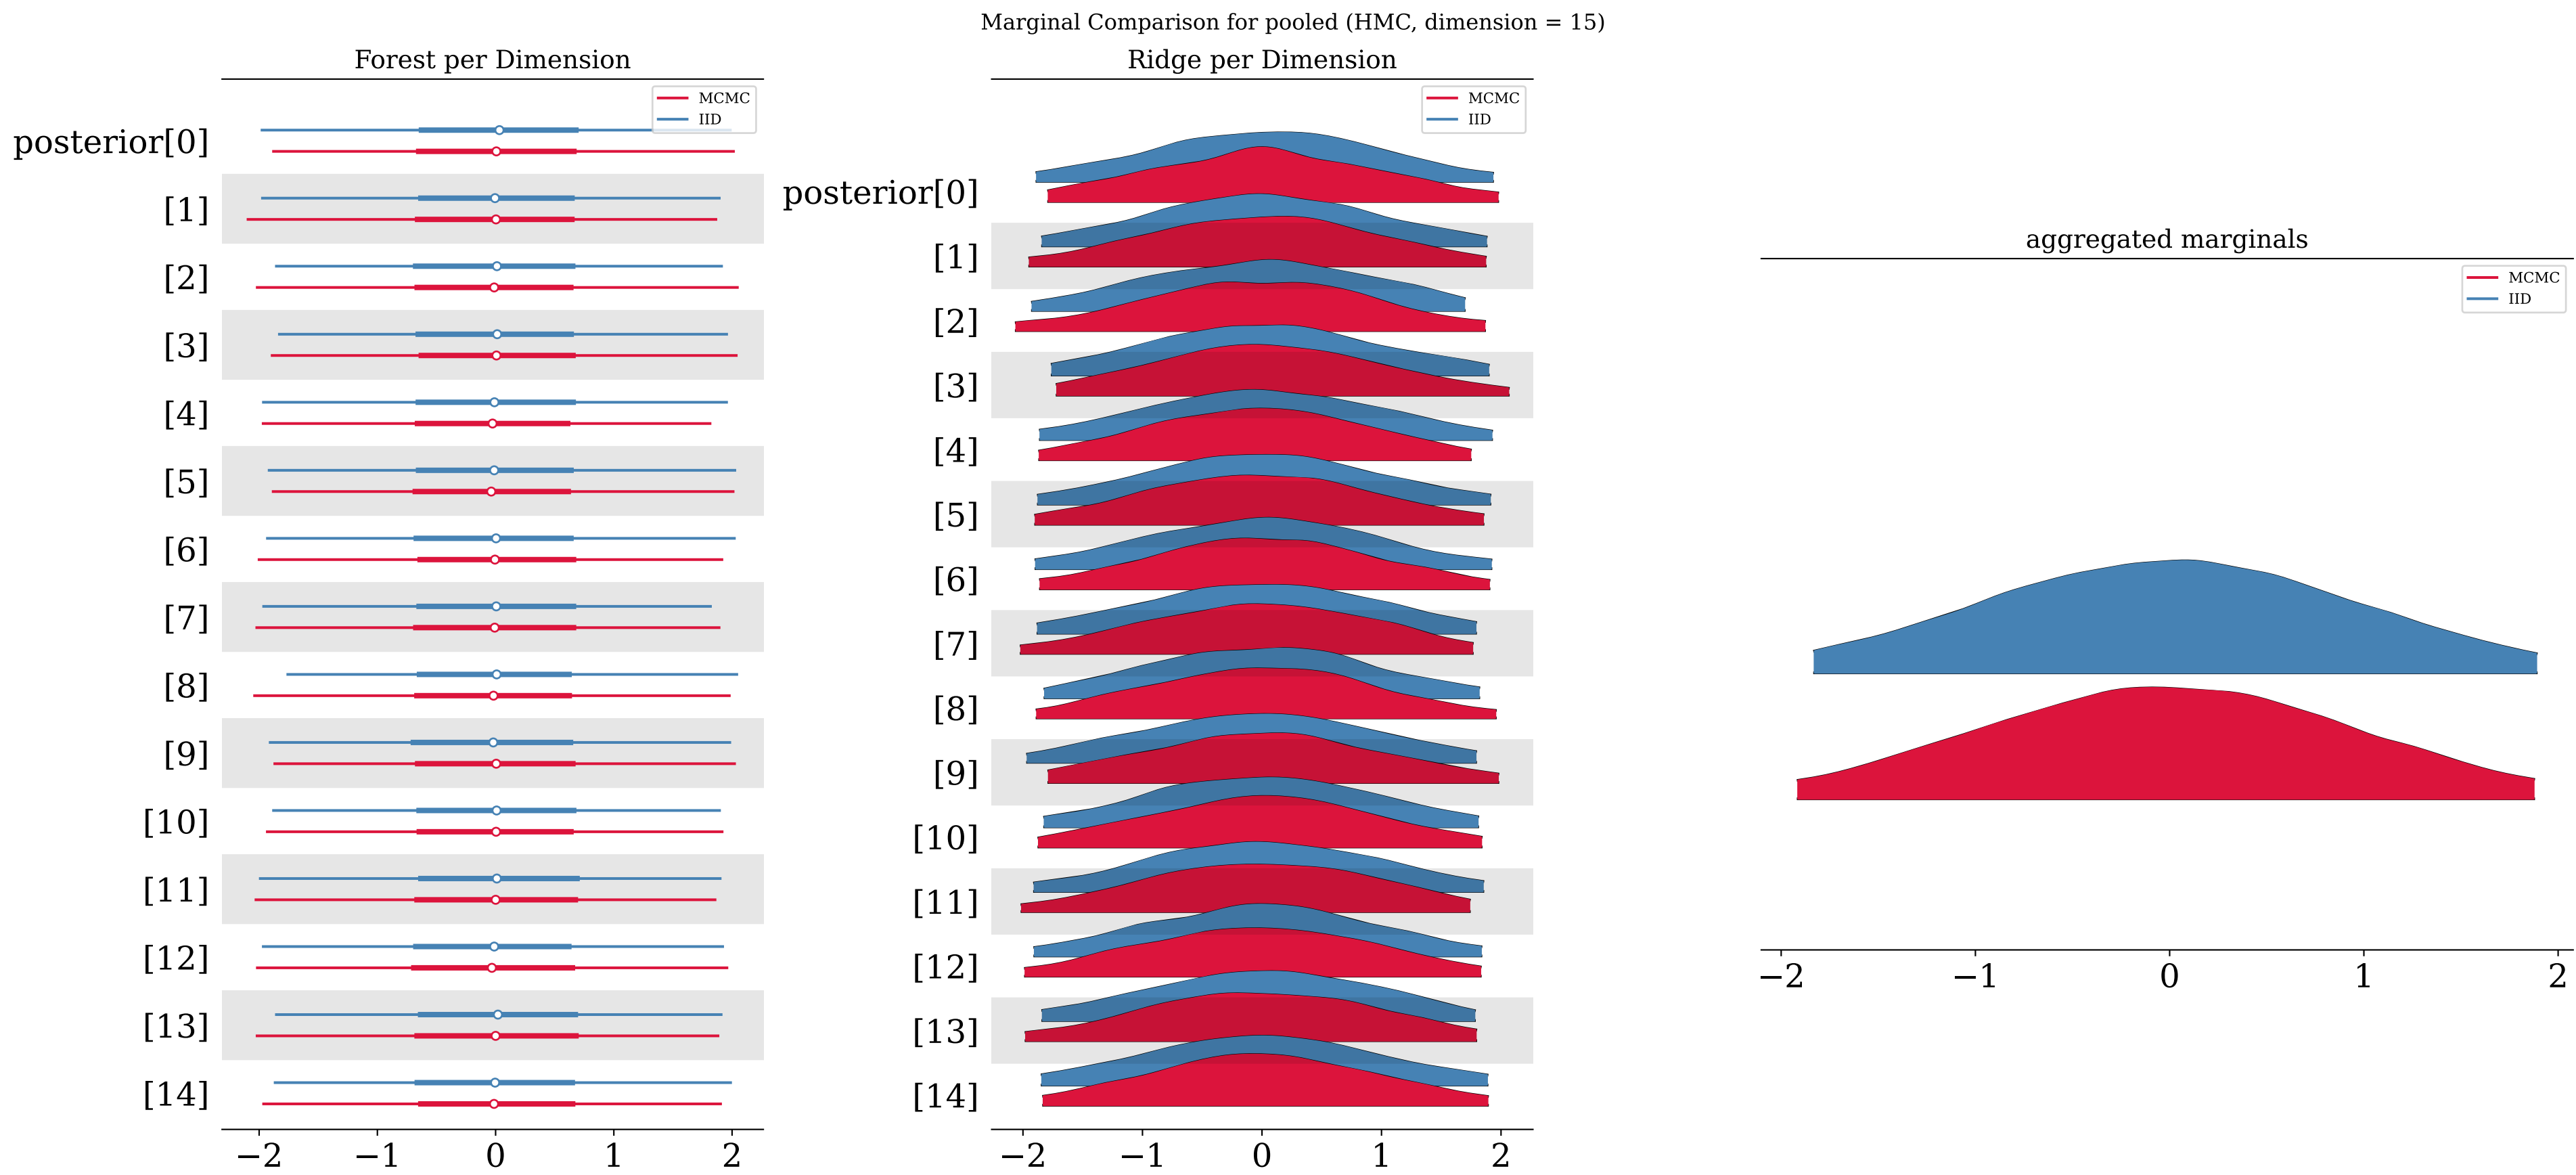 Marginal Comparison for pooled (HMC, dimension = 15)
Forest per Dimension
MCMC
IID
posterior[0]
[1]
[2]
[3]
[4]
[5]
[6]
[7]
[8]
[9]
[10]
[11]
[12]
[13]
[14]
−2 −1 0 1 2
Ridge per Dimension
MCMC
IID
posterior[0]
[1]
[2]
[3]
[4]
[5]
[6]
[7]
[8]
[9]
[10]
[11]
[12]
[13]
[14]
−2 −1 0 1 2
aggregated marginals
MCMC
IID
−2 −1 0 1 2